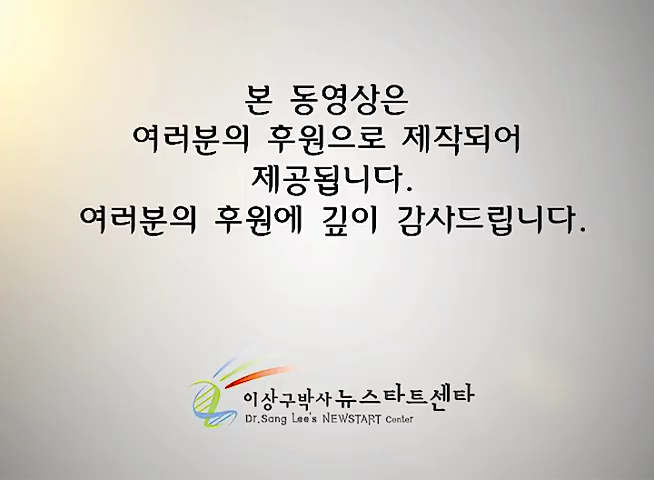 본 동영상은
여러분의 후원으로 제작되어
제공됩니다.
여러분의 후원에 깊이 감사드립니다.
이상구박사 뉴스타트센타
Dr.Sang Lee's NEWSTART Center